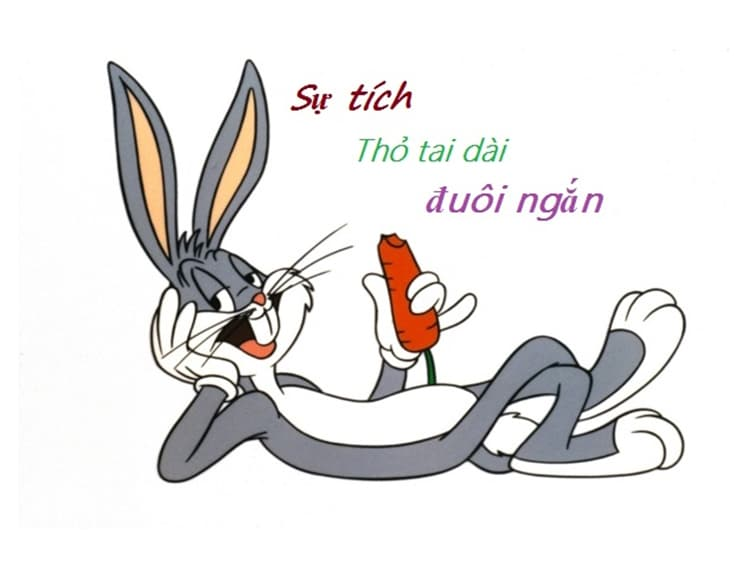 Sự tích
Thỏ tai dài
đuôi ngắn